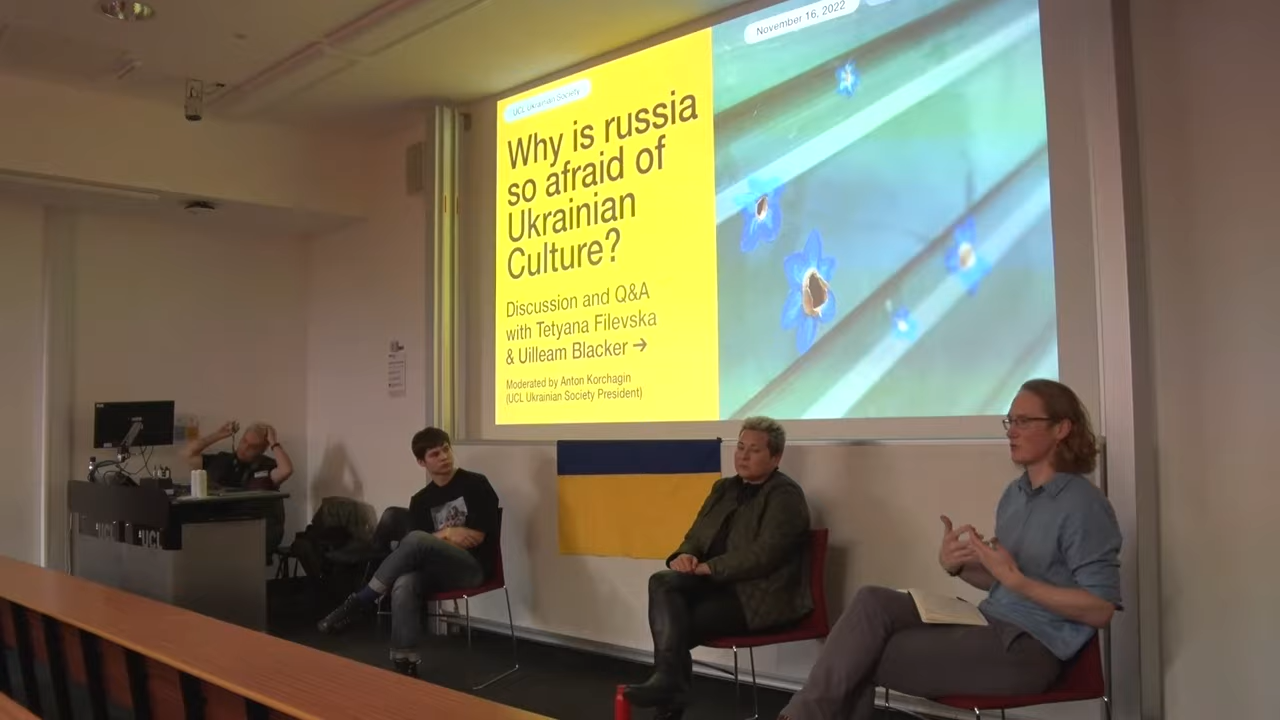 November 16, 2022
UCL Ukrainian Society
Why is russia
so afraid of
Ukrainian
Culture?
Discussion and Q&A
with Tetyana Filevska
& Uilleam Blacker →
Moderated by Anton Korchagin
(UCL Ukrainian Society President)
UCL
UCL